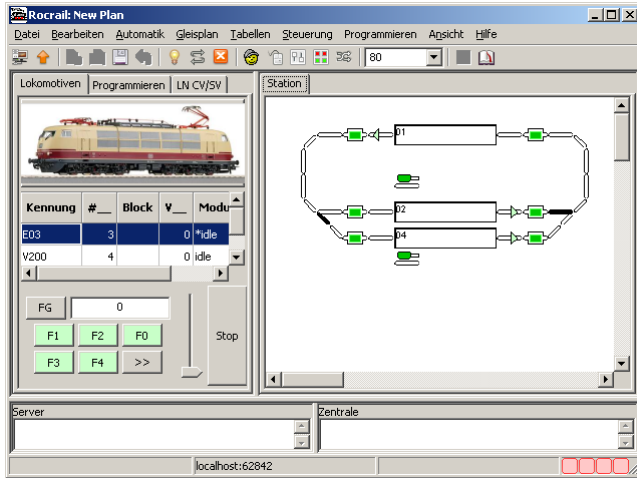 Rocrail: New Plan
Datei Bearbeiten Automatik Gleisplan Tabellen Steuerung Programmieren Ansicht Hilfe
80
Lokomotiven Programmieren LN CV/SV
Station
01
Kennung #__ Block V__ Modu
E03 3 0 *idle
V200 4 0 idle
02
04
FG 0
F1 F2 F0 Stop
F3 F4 >>
Server Zentrale
localhost:62842